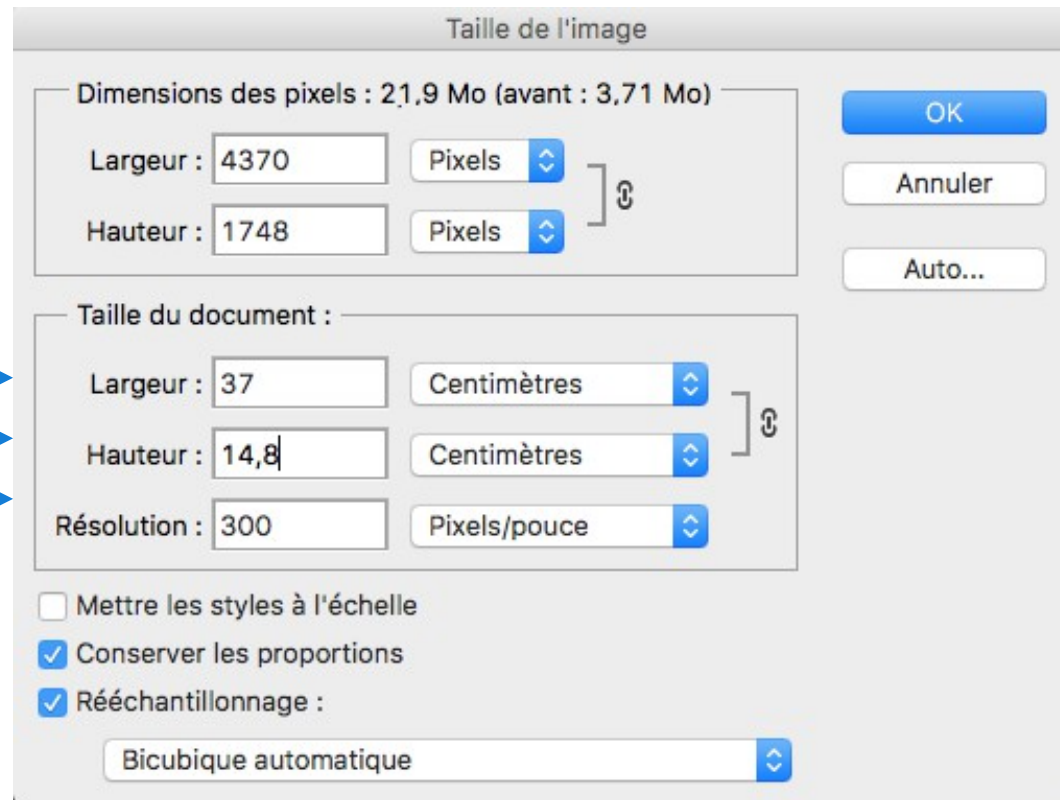 Taille de l'image
Dimensions des pixels : 21,9 Mo (avant : 3,71 Mo)
OK
Largeur : 4370 Pixels
Annuler
Hauteur : 1748 Pixels
Auto...
Taille du document :
Largeur : 37 Centimètres
Hauteur : 14,8 Centimètres
Résolution : 300 Pixels/pouce
Mettre les styles à l'échelle
Conserver les proportions
Rééchantillonnage :
Bicubique automatique